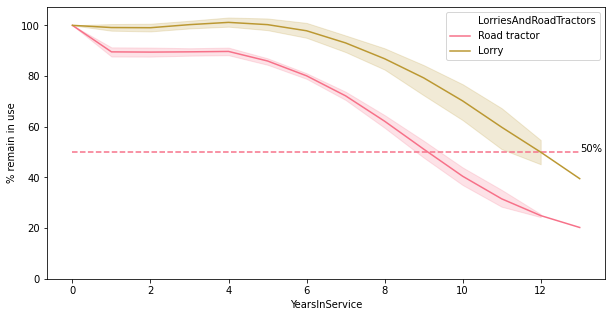 LorriesAndRoadTractors
Road tractor
Lorry
100
80
60
40
20
0
% remain in use
50%
0 2 4 6 8 10 12
YearsInService